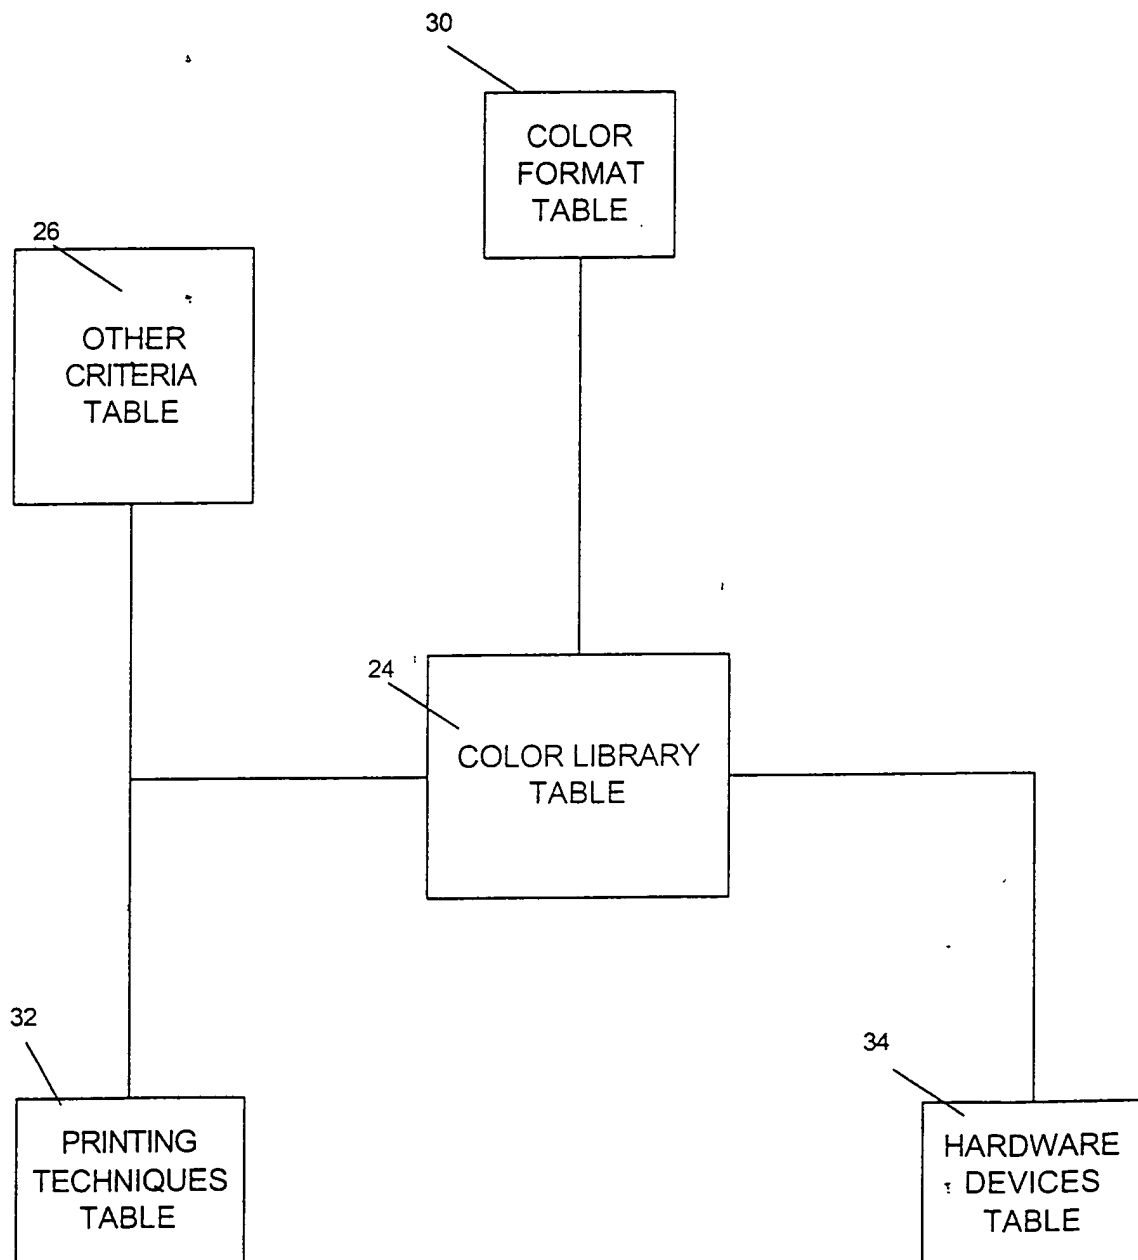 30
COLOR
FORMAT
TABLE
26
OTHER
CRITERIA
TABLE
24
COLOR LIBRARY
TABLE
32
PRINTING
TECHNIQUES
TABLE
34
HARDWARE
DEVICES
TABLE